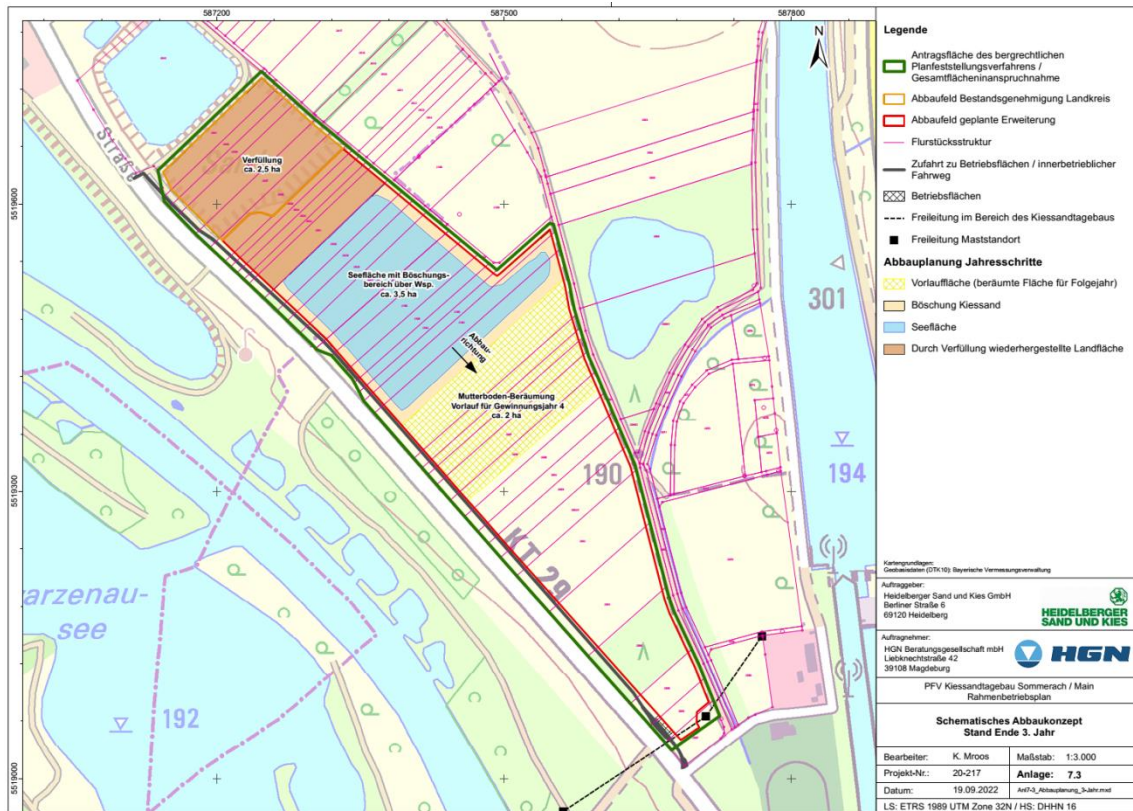 587200
587500
587800
5519600
5519300
5519000
N
Straße
Verfüllung
ca. 2,5 ha
Seefläche mit Böschungs-
bereich über Wsp.
ca. 3,5 ha
Abbau-
richtung
Mutterboden-Beräumung
Vorlauf für Gewinnungsjahr 4
ca. 2 ha
301
190
194
KT 29
arzenau-
see
192
Legende
Antragsfläche des bergrechtlichen
Planfeststellungsverfahrens /
Gesamtflächeninanspruchnahme
Abbaufeld Bestandsgenehmigung Landkreis
Abbaufeld geplante Erweiterung
Flurstücksstruktur
Zufahrt zu Betriebsflächen / innerbetrieblicher
Fahrweg
Betriebsflächen
Freileitung im Bereich des Kiessandtagebaus
Freileitung Maststandort
Abbauplanung Jahresschritte
Vorlauffläche (beräumte Fläche für Folgejahr)
Böschung Kiessand
Seefläche
Durch Verfüllung wiederhergestellte Landfläche
Kartengrundlagen:
Geobasisdaten (DTK10): Bayerische Vermessungsverwaltung
Auftraggeber:
Heidelberger Sand und Kies GmbH
Berliner Straße 6
69120 Heidelberg
HEIDELBERGER
SAND UND KIES
Auftragnehmer:
HGN Beratungsgesellschaft mbH
Liebknechtstraße 42
39108 Magdeburg
HGN
PFV Kiessandtagebau Sommerach / Main
Rahmenbetriebsplan
Schematisches Abbaukonzept
Stand Ende 3. Jahr
Bearbeiter: K. Mroos Maßstab: 1:3.000
Projekt-Nr.: 20-217 Anlage: 7.3
Datum: 19.09.2022 Anl7-3_Abbauplanung_3-Jahr.mxd
LS: ETRS 1989 UTM Zone 32N / HS: DHHN 16